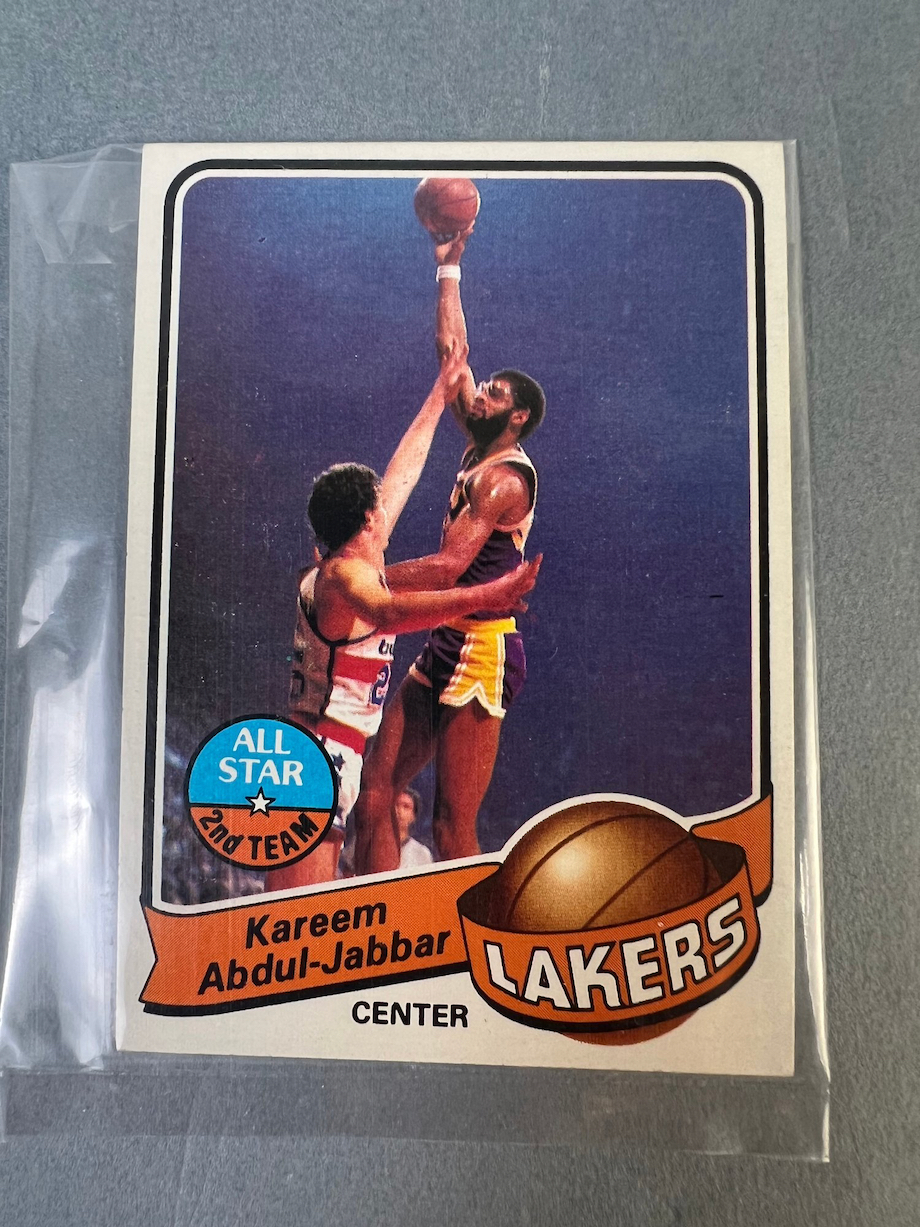 ALL
STAR
2nd TEAM
Kareem
Abdul-Jabbar
LAKERS
CENTER